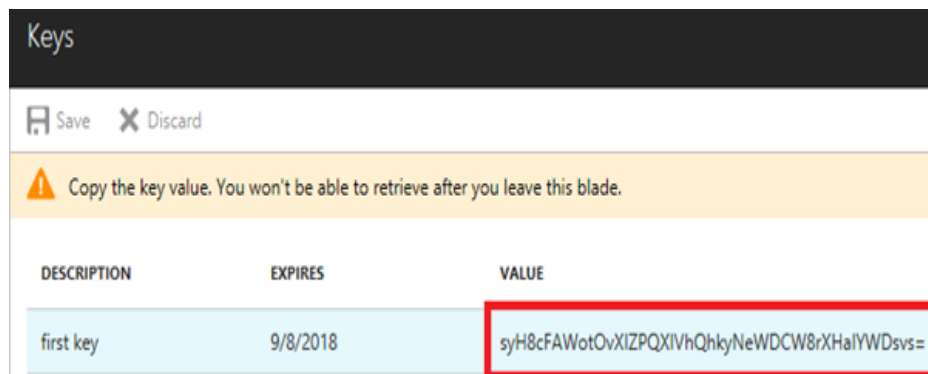 Keys
Save Discard
Copy the key value. You won't be able to retrieve after you leave this blade.
DESCRIPTION EXPIRES VALUE
first key 9/8/2018 syH8cFAWotOvXIZPQXIVhQhkyNeWDCW8rXHaIYWDsvs=